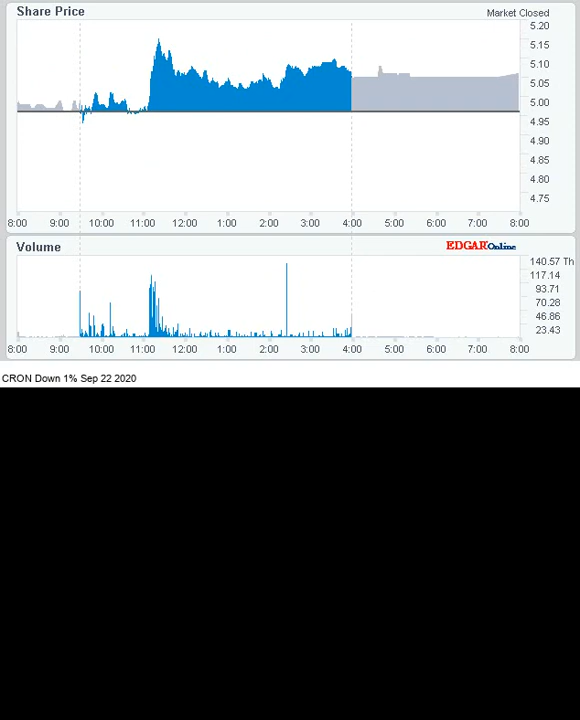 Share Price
Market Closed
5.20
5.15
5.10
5.05
5.00
4.95
4.90
4.85
4.80
4.75
8:00 9:00 10:00 11:00 12:00 1:00 2:00 3:00 4:00 5:00 6:00 7:00 8:00
Volume
EDGAR Online
140.57 Th
117.14
93.71
70.28
46.86
23.43
8:00 9:00 10:00 11:00 12:00 1:00 2:00 3:00 4:00 5:00 6:00 7:00 8:00
CRON Down 1% Sep 22 2020